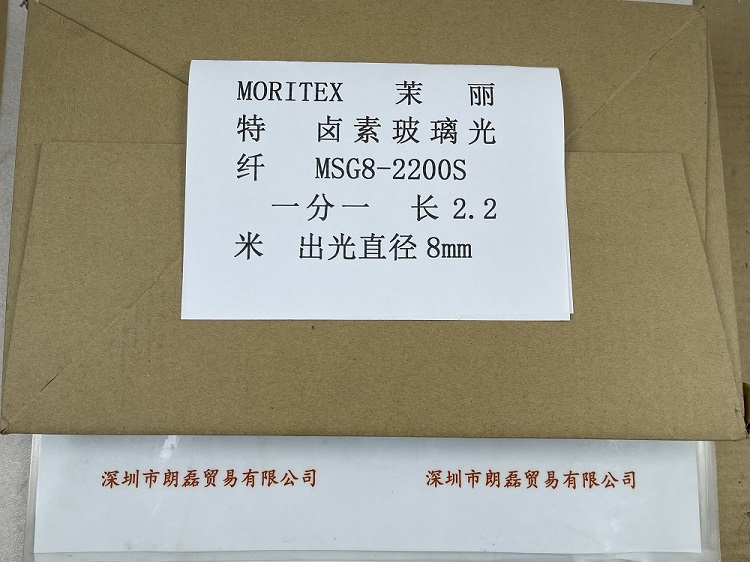 MORITEX 茉 丽
特 卤素玻璃光
纤 MSG8-2200S
一分一 长 2.2
米 出光直径 8mm
深圳市朗磊贸易有限公司 深圳市朗磊贸易有限公司